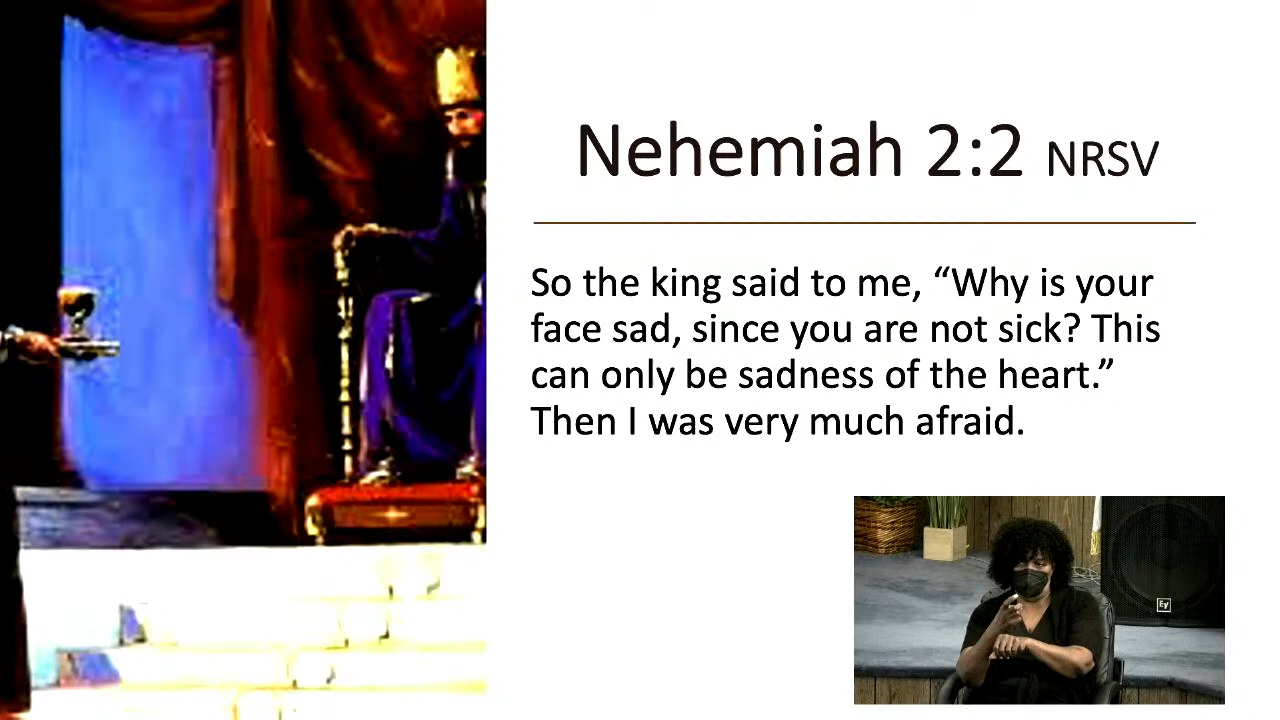 Nehemiah 2:2 NRSV
So the king said to me, “Why is your
face sad, since you are not sick? This
can only be sadness of the heart.”
Then I was very much afraid.
EV